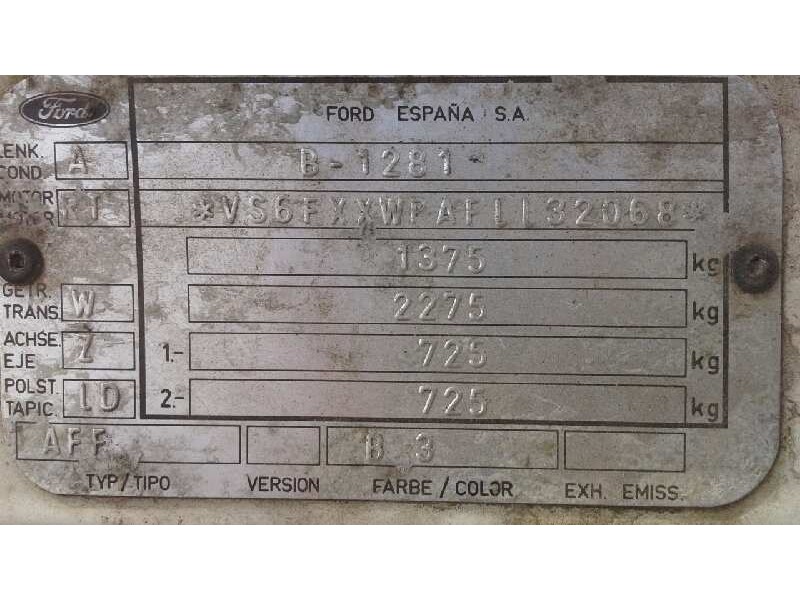 Ford
FORD ESPAÑA S.A.
LENK. COND. A
B-1281
MOTOR
*VS6FXXWPAFLL32068*
1375 kg
GETR. TRANS. W
2275 kg
ACHSE. EJE Z
1.- 725 kg
POLST. TAPIC. LD
2.- 725 kg
AFF B 3
TYP/TIPO VERSION FARBE/COLOR EXH. EMISS.